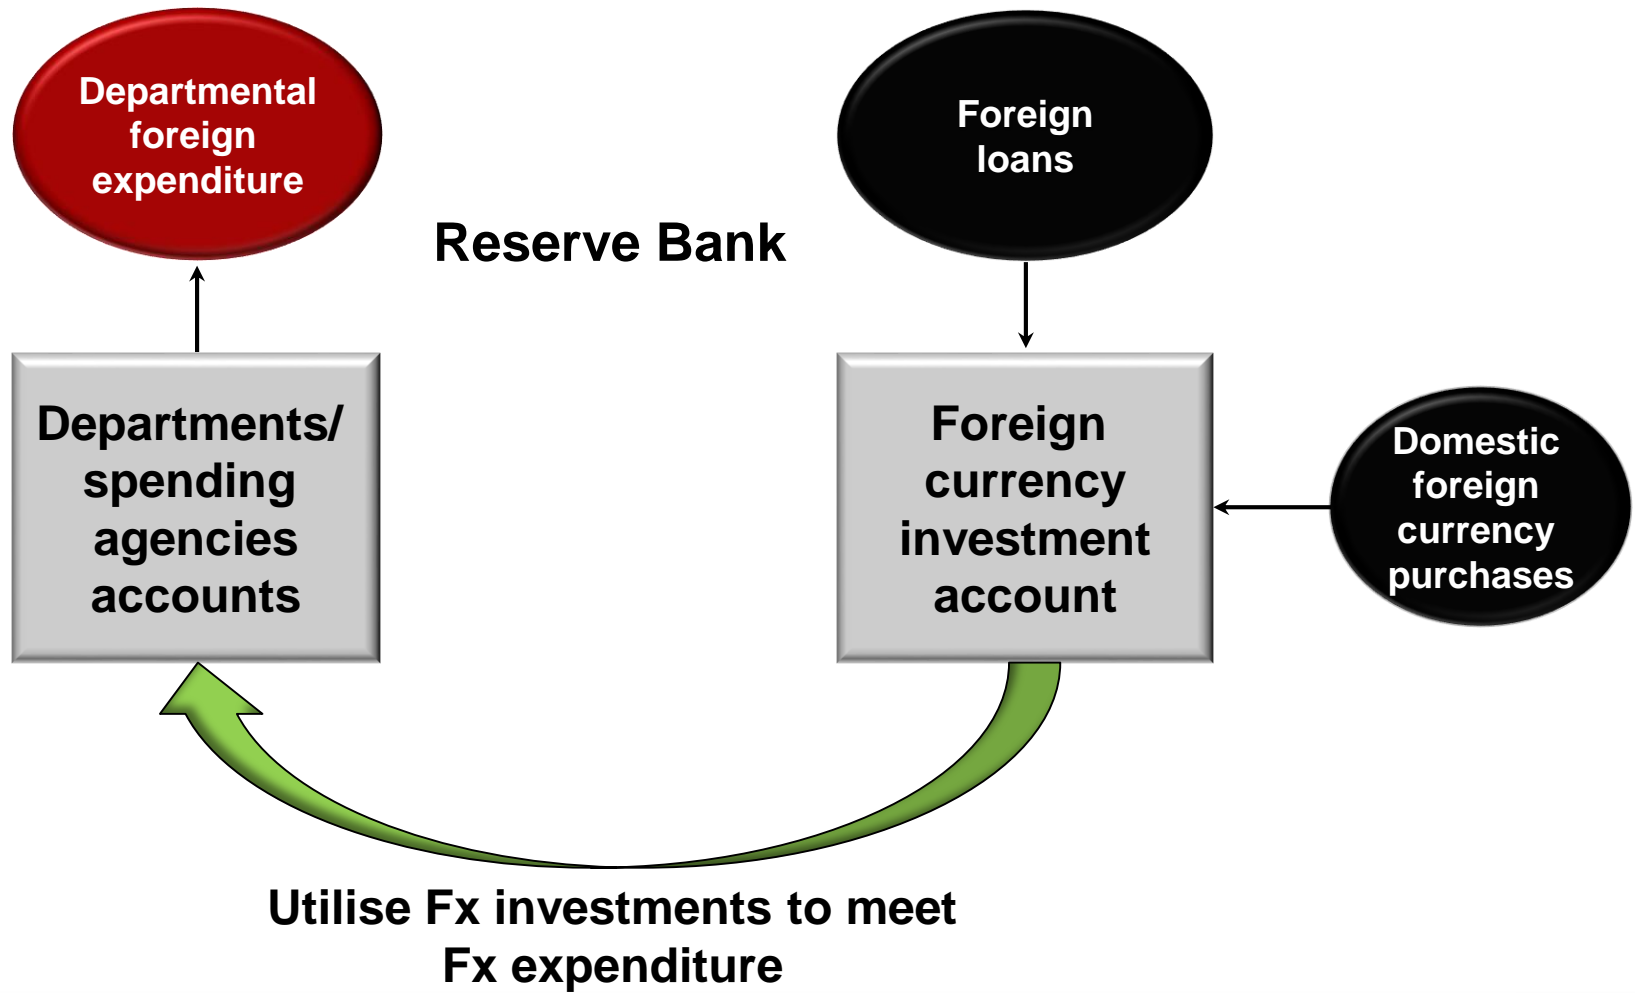 Departmental
foreign
expenditure
Foreign
loans
Reserve Bank
Departments/
spending
agencies
accounts
Foreign
currency
investment
account
Domestic
foreign
currency
purchases
Utilise Fx investments to meet
Fx expenditure